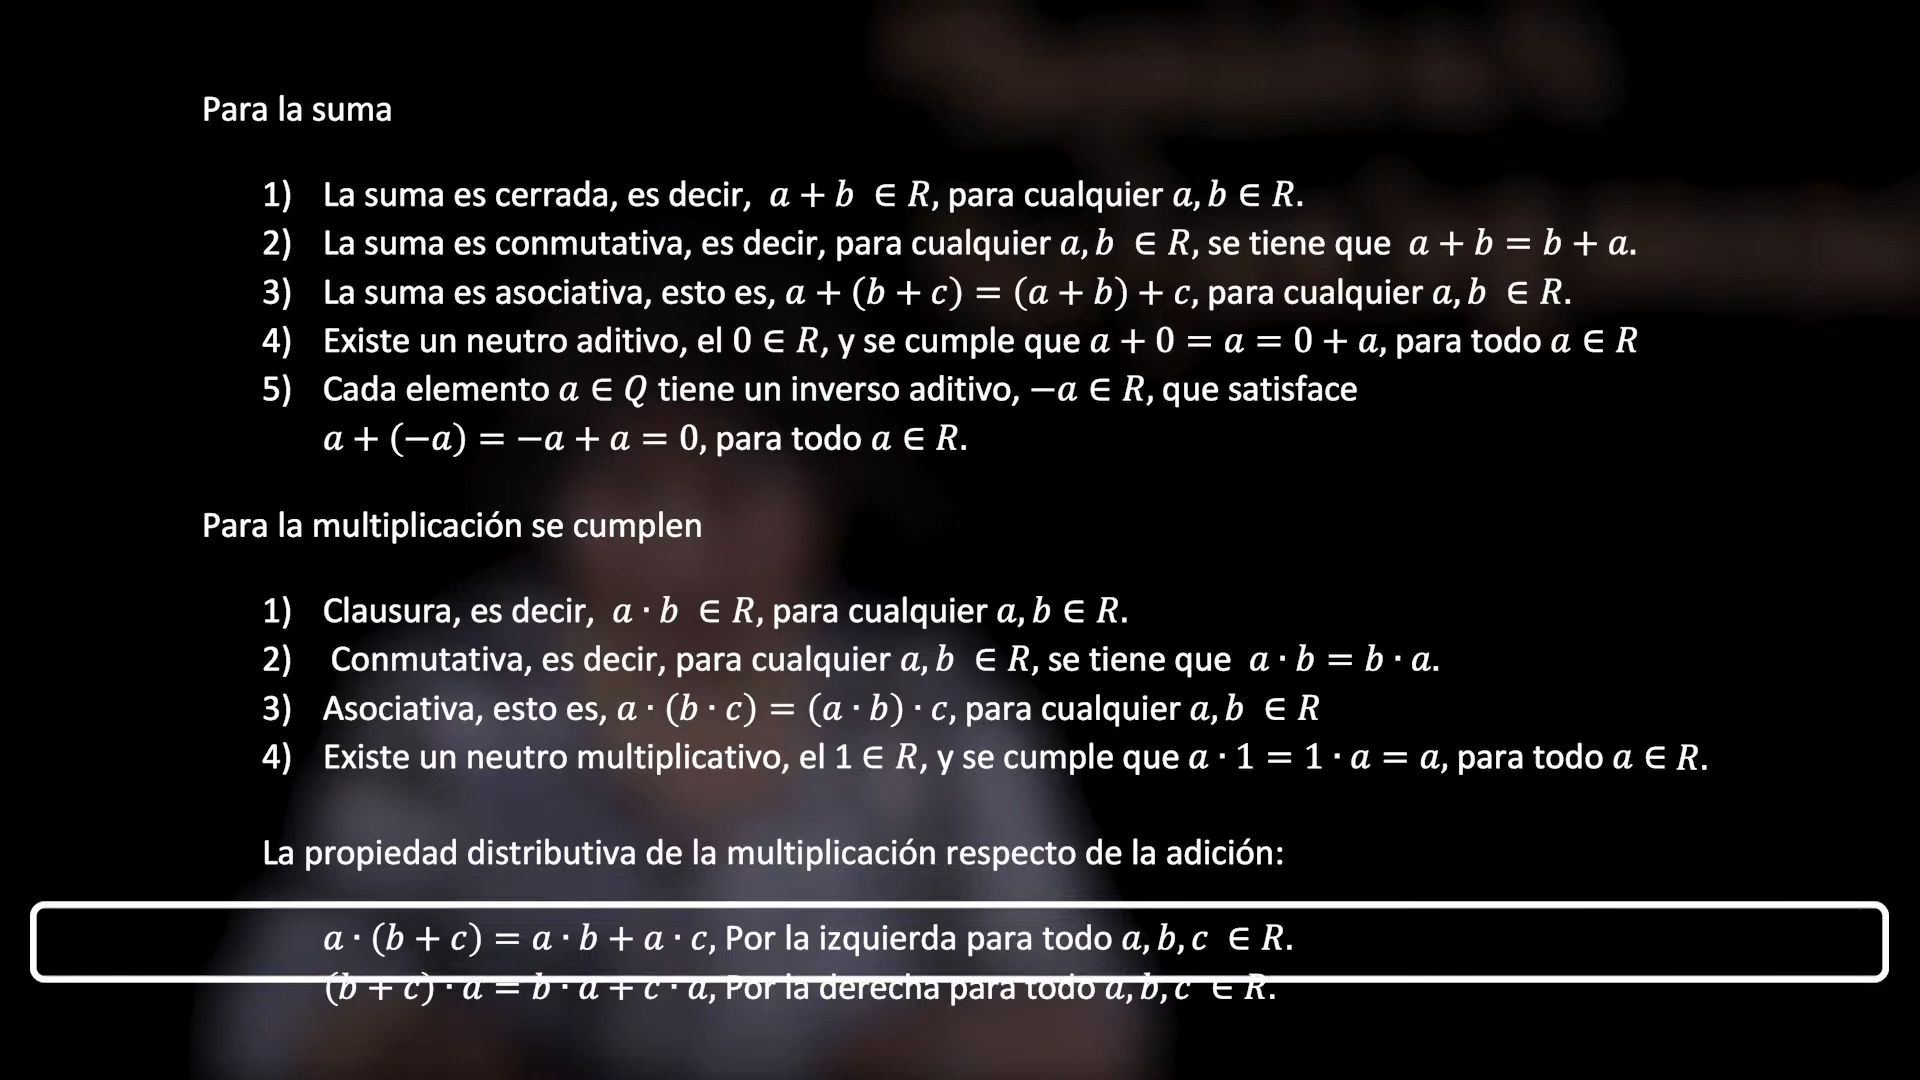 Para la suma
1) La suma es cerrada, es decir, a + b ∈ R, para cualquier a, b ∈ R.
2) La suma es conmutativa, es decir, para cualquier a, b ∈ R, se tiene que a + b = b + a.
3) La suma es asociativa, esto es, a + (b + c) = (a + b) + c, para cualquier a, b ∈ R.
4) Existe un neutro aditivo, el 0 ∈ R, y se cumple que a + 0 = a = 0 + a, para todo a ∈ R
5) Cada elemento a ∈ Q tiene un inverso aditivo, −a ∈ R, que satisface
a + (−a) = −a + a = 0, para todo a ∈ R.
Para la multiplicación se cumplen
1) Clausura, es decir, a · b ∈ R, para cualquier a, b ∈ R.
2) Conmutativa, es decir, para cualquier a, b ∈ R, se tiene que a · b = b · a.
3) Asociativa, esto es, a · (b · c) = (a · b) · c, para cualquier a, b ∈ R
4) Existe un neutro multiplicativo, el 1 ∈ R, y se cumple que a · 1 = 1 · a = a, para todo a ∈ R.
La propiedad distributiva de la multiplicación respecto de la adición:
a · (b + c) = a · b + a · c, Por la izquierda para todo a, b, c ∈ R.
(b + c) · a = b · a + c · a, Por la derecha para todo a, b, c ∈ R.